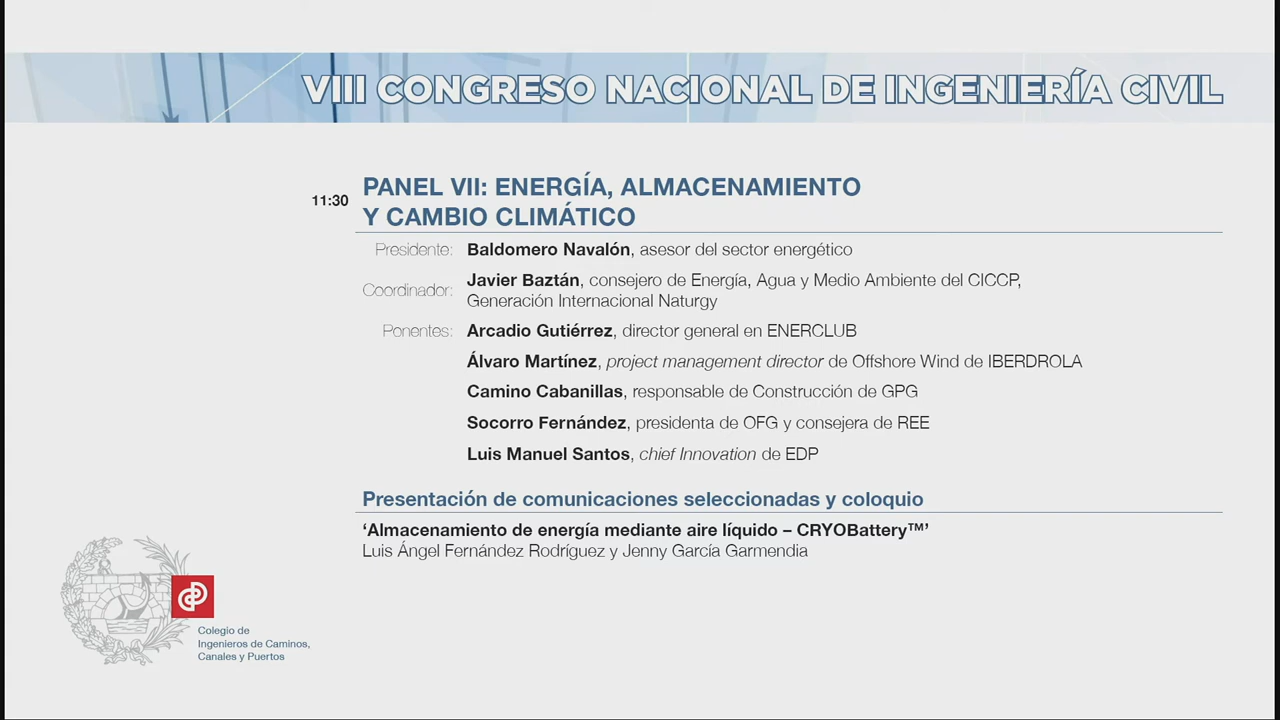 VIII CONGRESO NACIONAL DE INGENIERÍA CIVIL
11:30
PANEL VII: ENERGÍA, ALMACENAMIENTO
Y CAMBIO CLIMÁTICO
Presidente: Baldomero Navalón, asesor del sector energético
Coordinador: Javier Baztán, consejero de Energía, Agua y Medio Ambiente del CICCP,
Generación Internacional Naturgy
Ponentes: Arcadio Gutiérrez, director general en ENERCLUB
Álvaro Martínez, project management director de Offshore Wind de IBERDROLA
Camino Cabanillas, responsable de Construcción de GPG
Socorro Fernández, presidenta de OFG y consejera de REE
Luis Manuel Santos, chief Innovation de EDP
Presentación de comunicaciones seleccionadas y coloquio
‘Almacenamiento de energía mediante aire líquido – CRYOBattery™’
Luis Ángel Fernández Rodríguez y Jenny García Garmendia
Colegio de
Ingenieros de Caminos,
Canales y Puertos